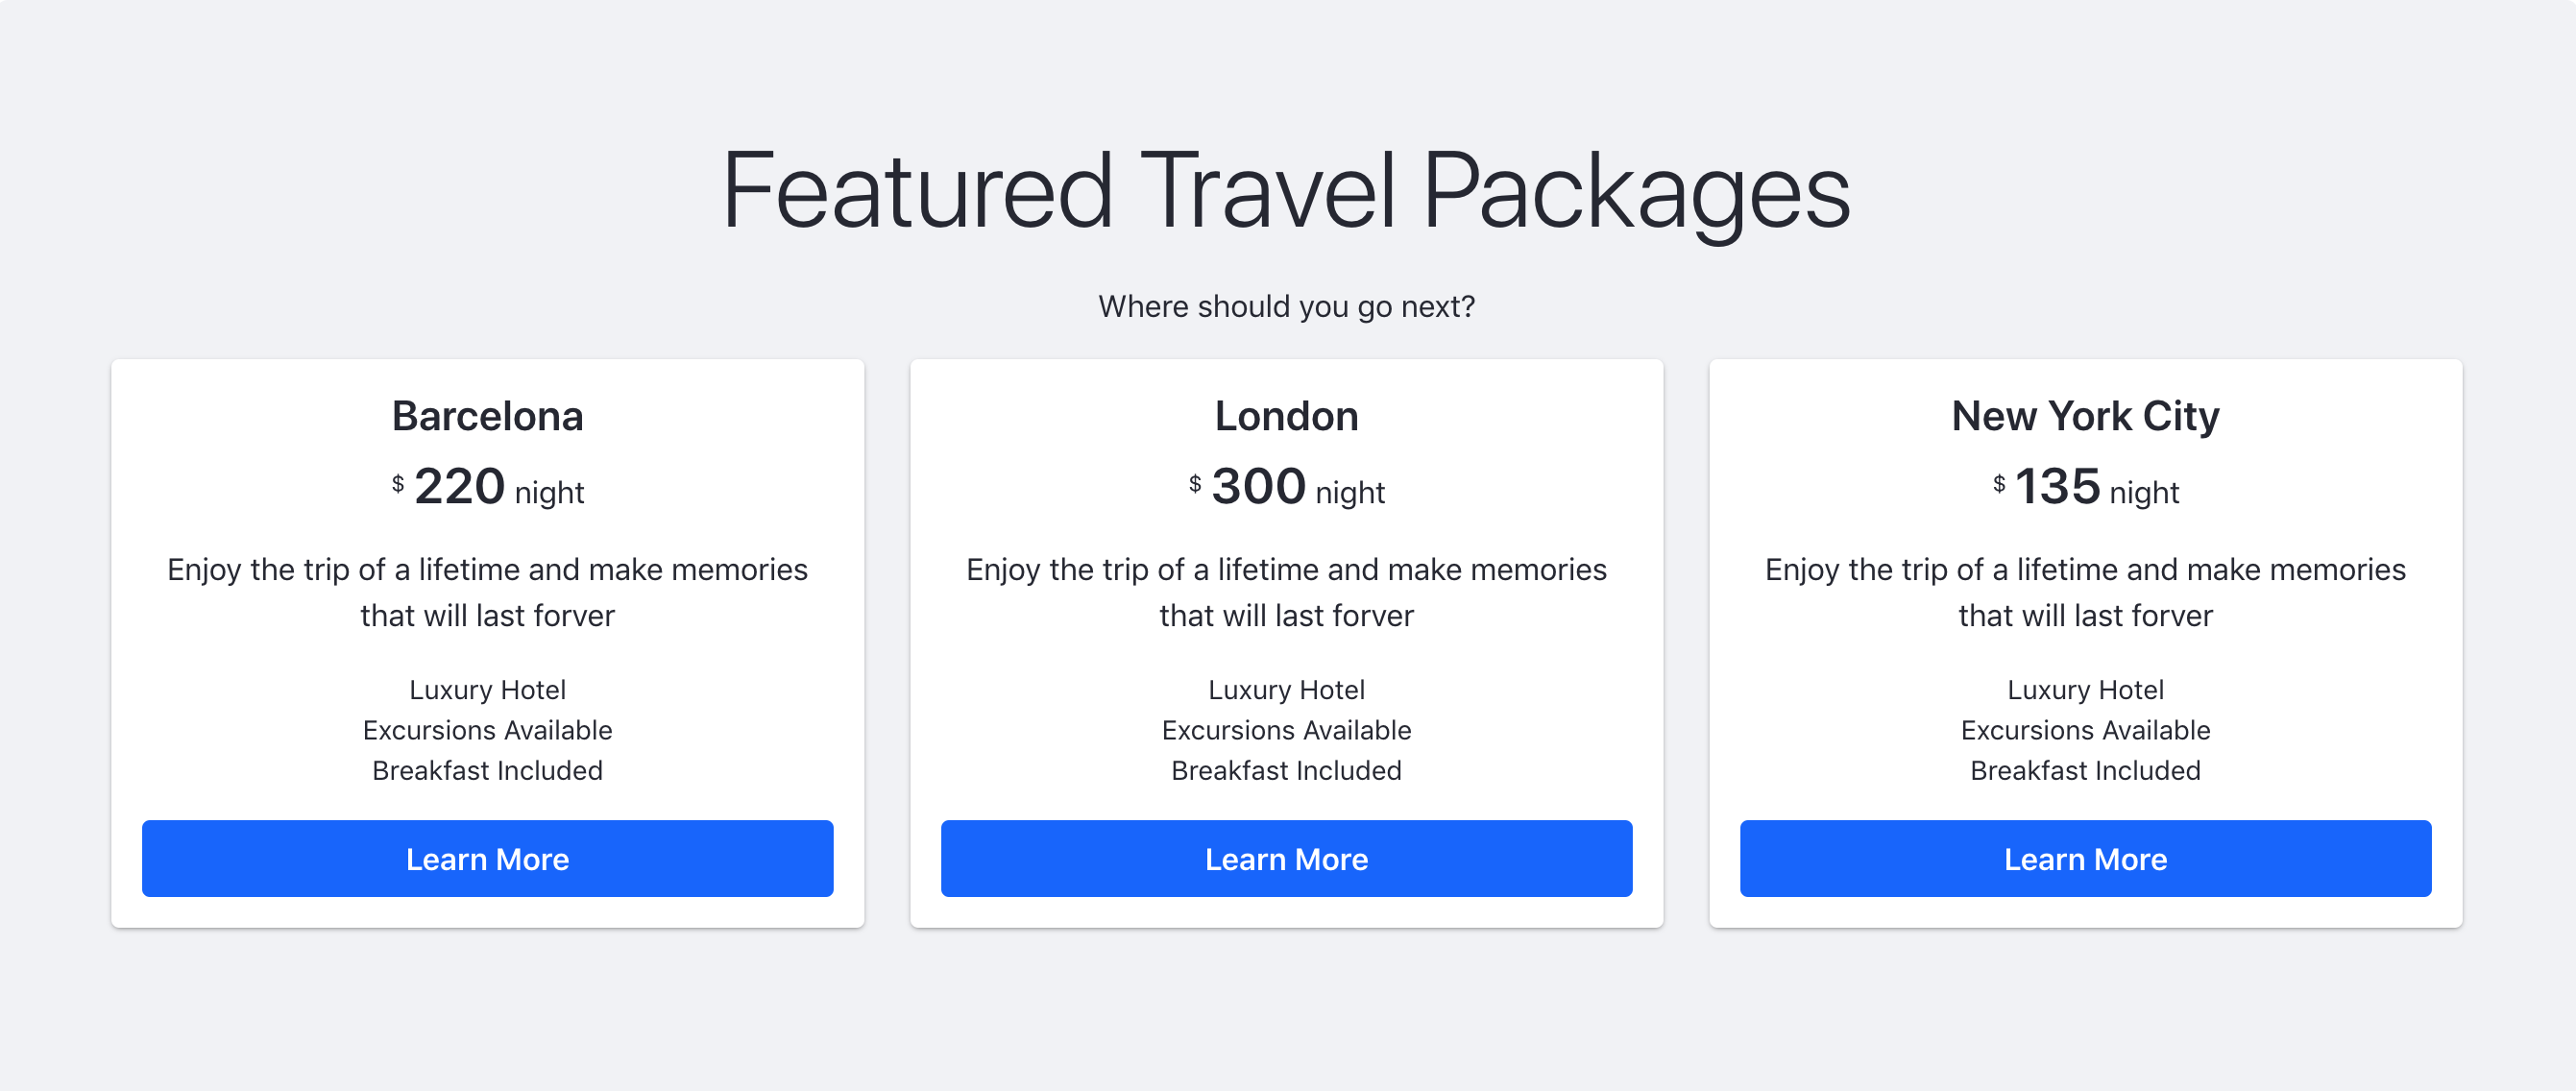 Featured Travel Packages
Where should you go next?
Barcelona
$ 220 night
Enjoy the trip of a lifetime and make memories
that will last forver
Luxury Hotel
Excursions Available
Breakfast Included
Learn More
London
$ 300 night
Enjoy the trip of a lifetime and make memories
that will last forver
Luxury Hotel
Excursions Available
Breakfast Included
Learn More
New York City
$ 135 night
Enjoy the trip of a lifetime and make memories
that will last forver
Luxury Hotel
Excursions Available
Breakfast Included
Learn More